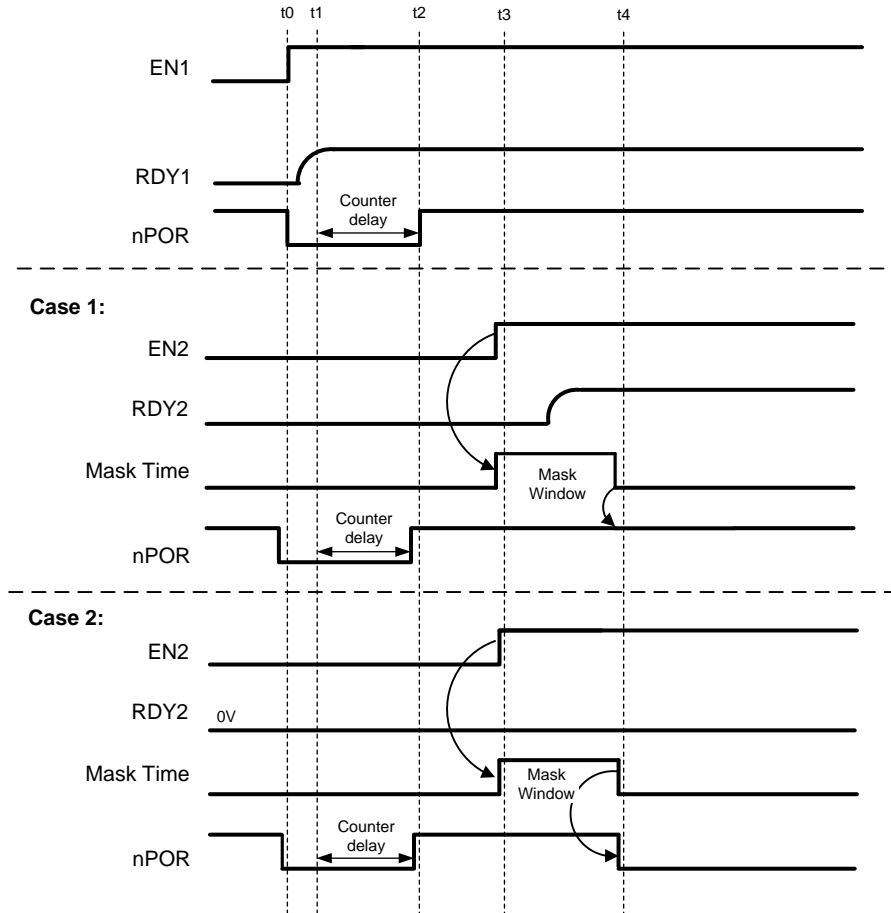 t0 t1 t2 t3 t4
EN1
RDY1
Counter
delay
nPOR
Case 1:
EN2
RDY2
Mask Time
Mask
Window
Counter
delay
nPOR
Case 2:
EN2
RDY2
0V
Mask Time
Mask
Window
Counter
delay
nPOR